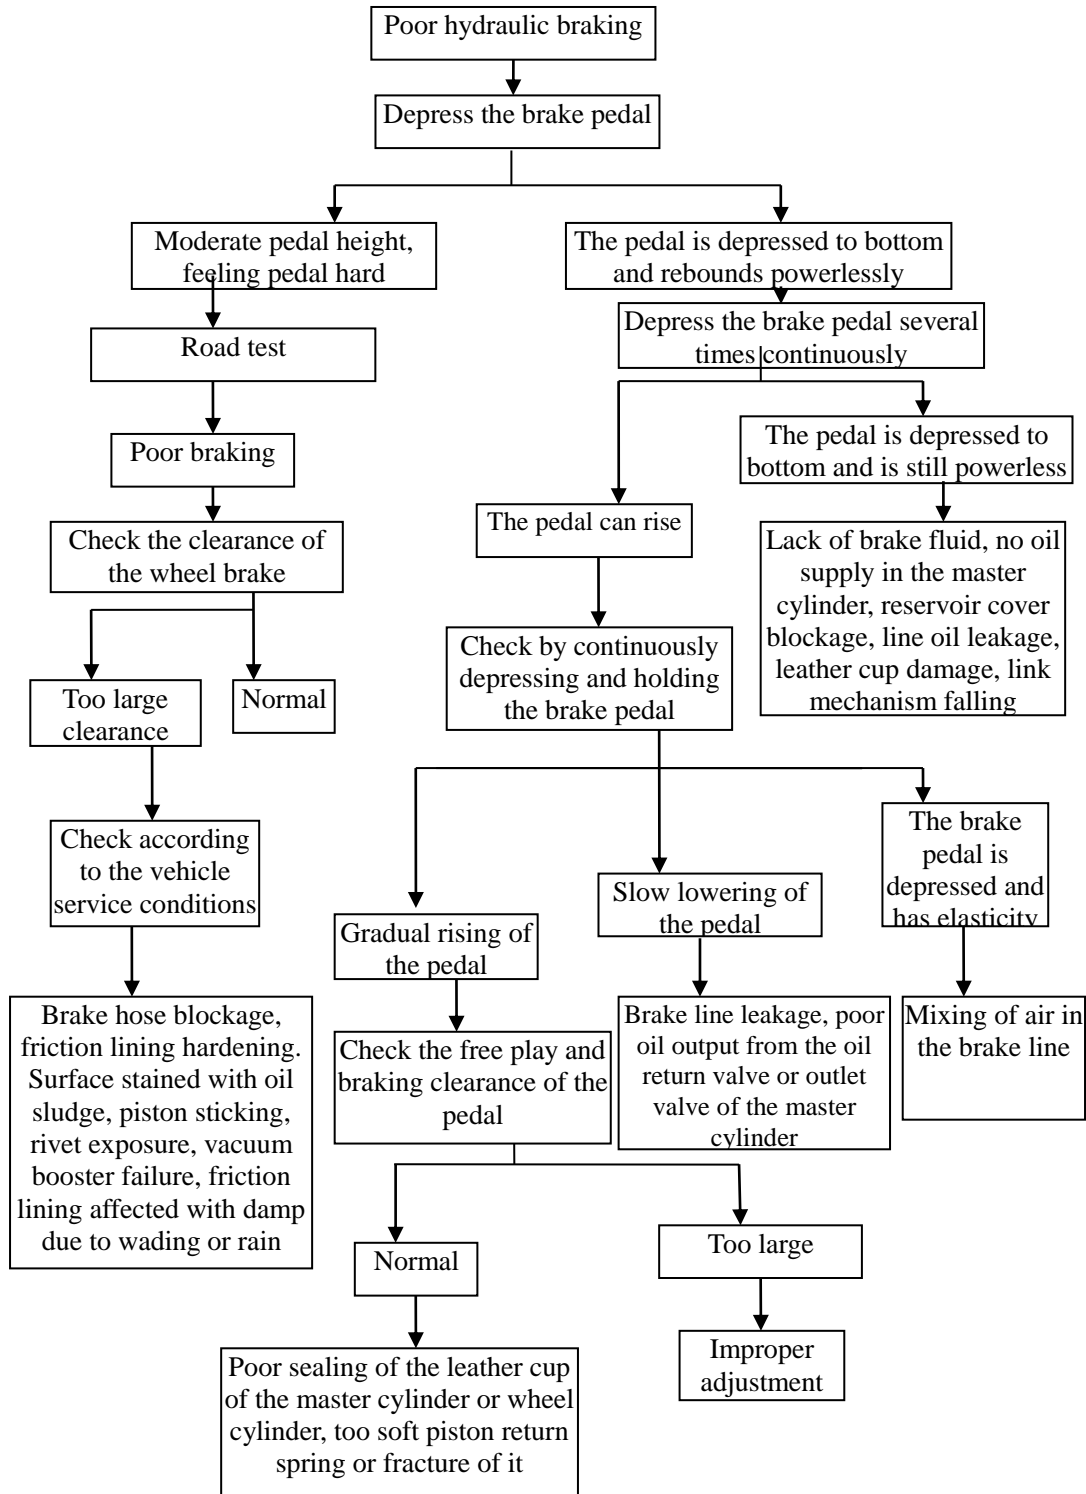 Poor hydraulic braking
Depress the brake pedal
Moderate pedal height,
feeling pedal hard
The pedal is depressed to bottom
and rebounds powerlessly
Road test
Depress the brake pedal several
times continuously
Poor braking
The pedal is depressed to
bottom and is still powerless
Check the clearance of
the wheel brake
The pedal can rise
Lack of brake fluid, no oil
supply in the master
cylinder, reservoir cover
blockage, line oil leakage,
leather cup damage, link
mechanism falling
Too large
clearance
Normal
Check by continuously
depressing and holding
the brake pedal
Check according
to the vehicle
service conditions
Gradual rising of
the pedal
Slow lowering of
the pedal
The brake
pedal is
depressed and
has elasticity
Brake hose blockage,
friction lining hardening.
Surface stained with oil
sludge, piston sticking,
rivet exposure, vacuum
booster failure, friction
lining affected with damp
due to wading or rain
Check the free play and
braking clearance of the
pedal
Brake line leakage, poor
oil output from the oil
return valve or outlet
valve of the master
cylinder
Mixing of air in
the brake line
Normal
Too large
Poor sealing of the leather cup
of the master cylinder or wheel
cylinder, too soft piston return
spring or fracture of it
Improper
adjustment